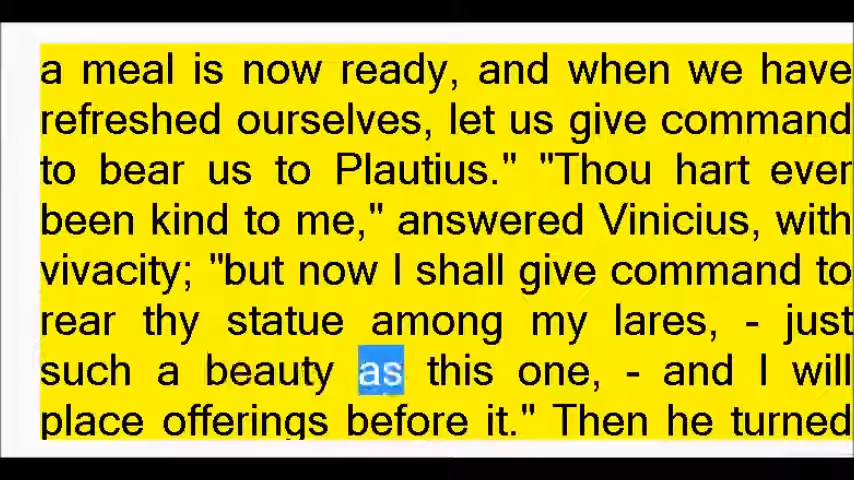 a meal is now ready, and when we have
refreshed ourselves, let us give command
to bear us to Plautius." "Thou hart ever
been kind to me," answered Vinicius, with
vivacity; "but now I shall give command to
rear thy statue among my lares, - just
such a beauty as this one, - and I will
place offerings before it." Then he turned